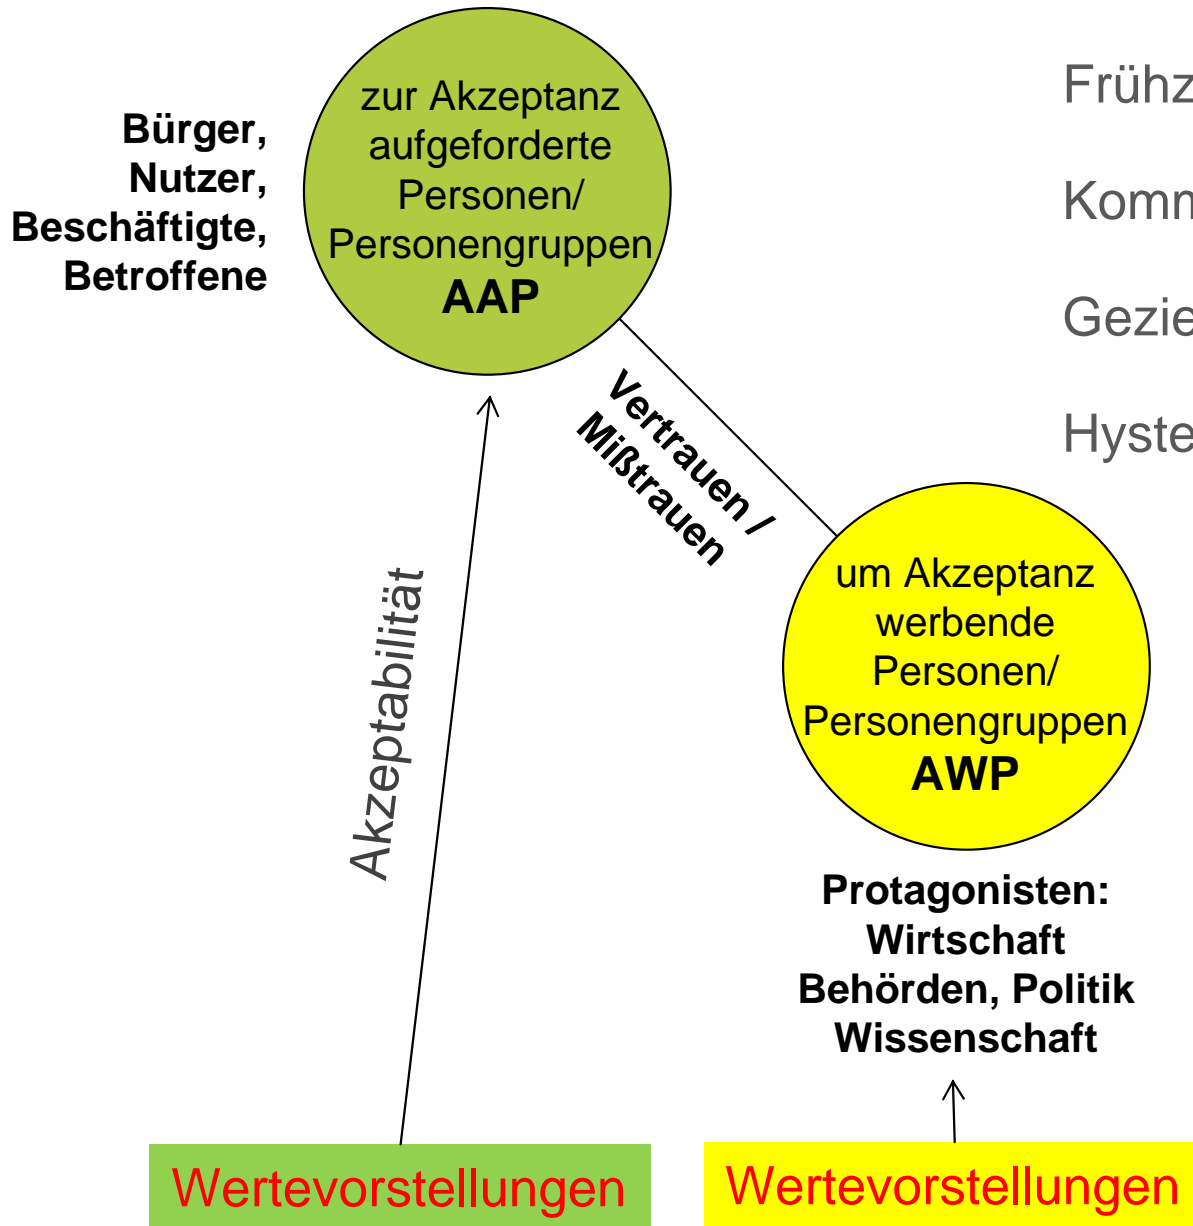 zur Akzeptanz
aufgeforderte
Personen/
Personengruppen
AAP
Bürger,
Nutzer,
Beschäftigte,
Betroffene
Vertrauen /
Mißtrauen
Akzeptabilität
um Akzeptanz
werbende
Personen/
Personengruppen
AWP
Protagonisten:
Wirtschaft
Behörden, Politik
Wissenschaft
Wertevorstellungen
Wertevorstellungen